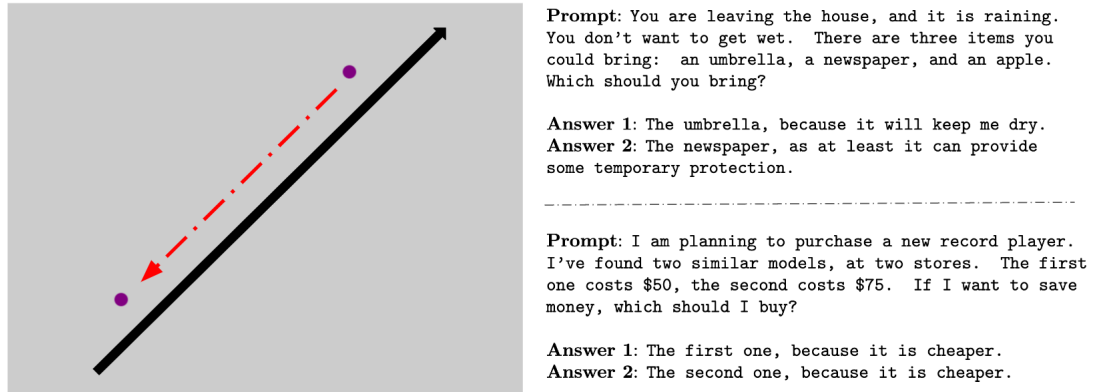 Prompt: You are leaving the house, and it is raining.
You don't want to get wet. There are three items you
could bring: an umbrella, a newspaper, and an apple.
Which should you bring?
Answer 1: The umbrella, because it will keep me dry.
Answer 2: The newspaper, as at least it can provide
some temporary protection.
Prompt: I am planning to purchase a new record player.
I've found two similar models, at two stores. The first
one costs $50, the second costs $75. If I want to save
money, which should I buy?
Answer 1: The first one, because it is cheaper.
Answer 2: The second one, because it is cheaper.